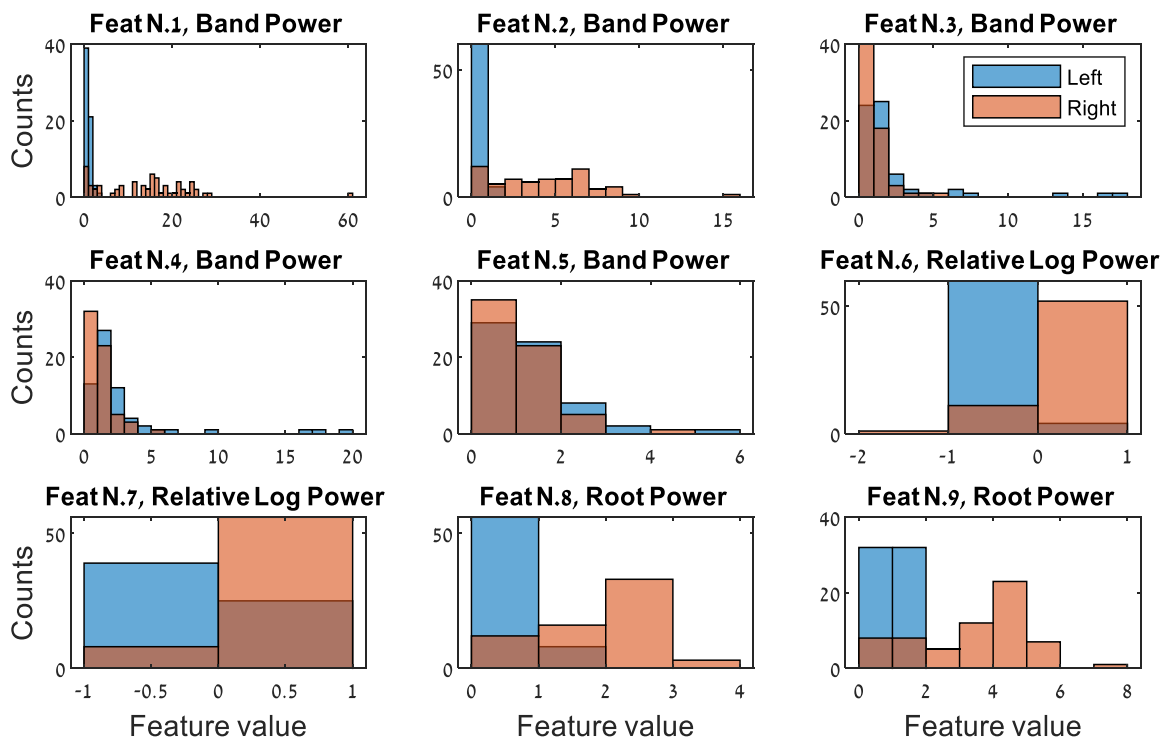 Feat N.1, Band Power
Feat N.2, Band Power
Feat N.3, Band Power
Counts
40
20
0
0 20 40 60
50
0
0 5 10 15
40
20
0
0 5 10 15
Left
Right
Feat N.4, Band Power
Feat N.5, Band Power
Feat N.6, Relative Log Power
Counts
40
20
0
0 5 10 15 20
40
20
0
0 2 4 6
50
0
-2 -1 0 1
Feat N.7, Relative Log Power
Feat N.8, Root Power
Feat N.9, Root Power
Counts
50
0
-1 -0.5 0 0.5 1
Feature value
50
0
0 1 2 3 4
Feature value
40
20
0
0 2 4 6 8
Feature value